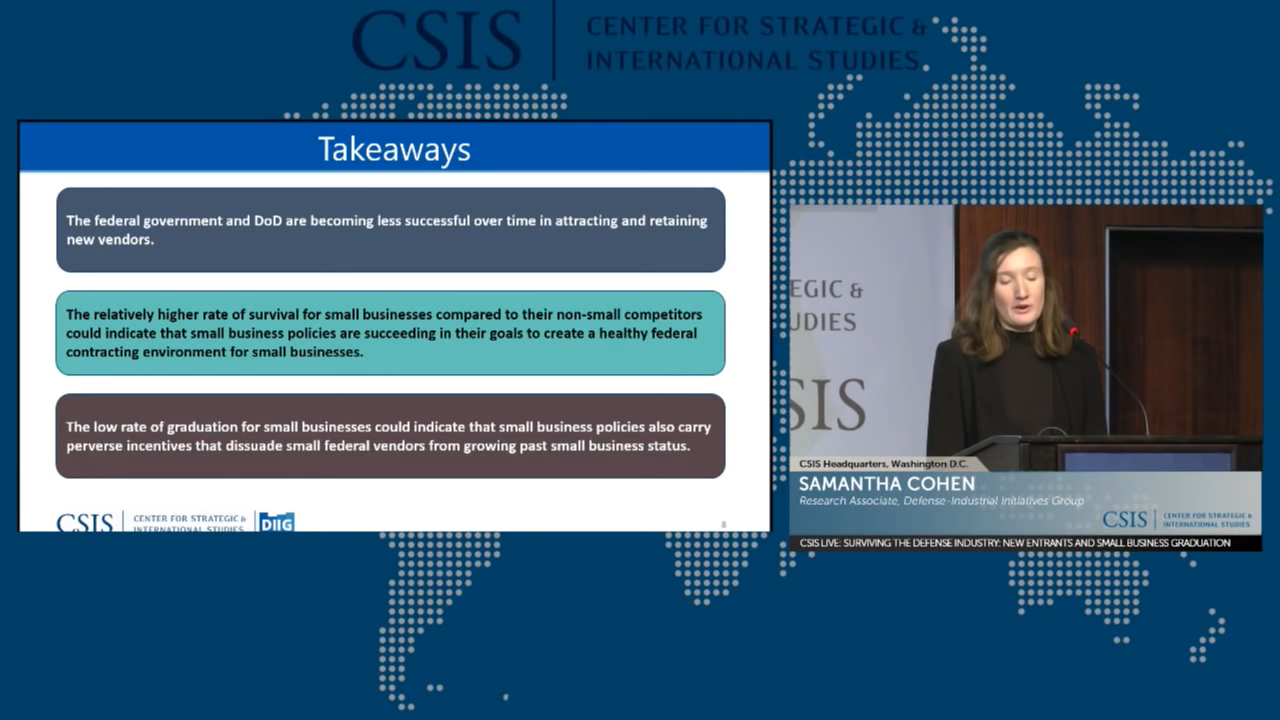 CSIS
CENTER FOR STRATEGIC &
INTERNATIONAL STUDIES
Takeaways
The federal government and DoD are becoming less successful over time in attracting and retaining
new vendors.
The relatively higher rate of survival for small businesses compared to their non-small competitors
could indicate that small business policies are succeeding in their goals to create a healthy federal
contracting environment for small businesses.
The low rate of graduation for small businesses could indicate that small business policies also carry
perverse incentives that dissuade small federal vendors from growing past small business status.
CSIS
CENTER FOR STRATEGIC &
INTERNATIONAL STUDIES
DIIG
EGIC &
UDIES
SIS
CSIS Headquarters, Washington D.C.
SAMANTHA COHEN
Research Associate, Defense-Industrial Initiatives Group
CSIS
CENTER FOR STRATEGIC &
INTERNATIONAL STUDIES
CSIS LIVE: SURVIVING THE DEFENSE INDUSTRY: NEW ENTRANTS AND SMALL BUSINESS GRADUATION